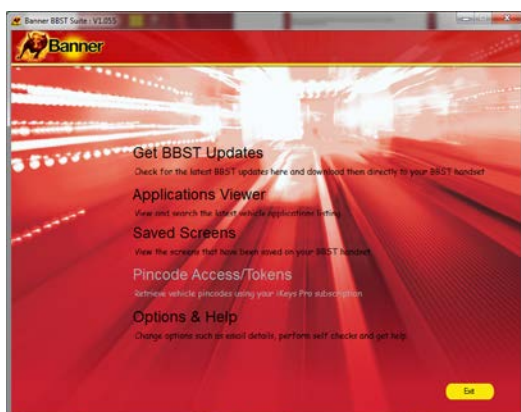 Banner BBST Suite : V1.055
Banner
Get BBST Updates
Check for the latest BBST updates here and download them directly to your BBST handset
Applications Viewer
View and search the latest vehicle applications listing.
Saved Screens
View the screens that have been saved on your BBST handset
Pincode Access/Tokens
Retrieve vehicle pincodes using your iKeys Pro subscription
Options & Help
Change options such as email details, perform self checks and get help.
Exit